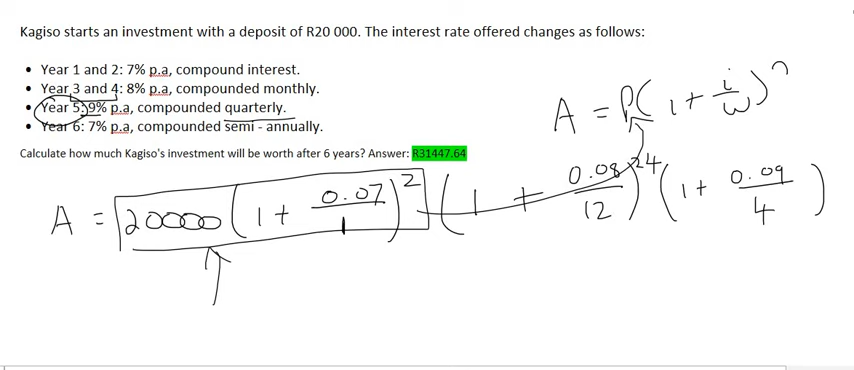 Kagiso starts an investment with a deposit of R20 000. The interest rate offered changes as follows:
• Year 1 and 2: 7% p.a, compound interest.
• Year 3 and 4: 8% p.a, compounded monthly.
• Year 5: 9% p.a, compounded quarterly.
• Year 6: 7% p.a, compounded semi - annually.
Calculate how much Kagiso's investment will be worth after 6 years? Answer: R31447.64
A = P(1 + i/w)^n
A = 20000(1 + 0.07/1)^2 (1 + 0.08/12)^24 (1 + 0.09/4)